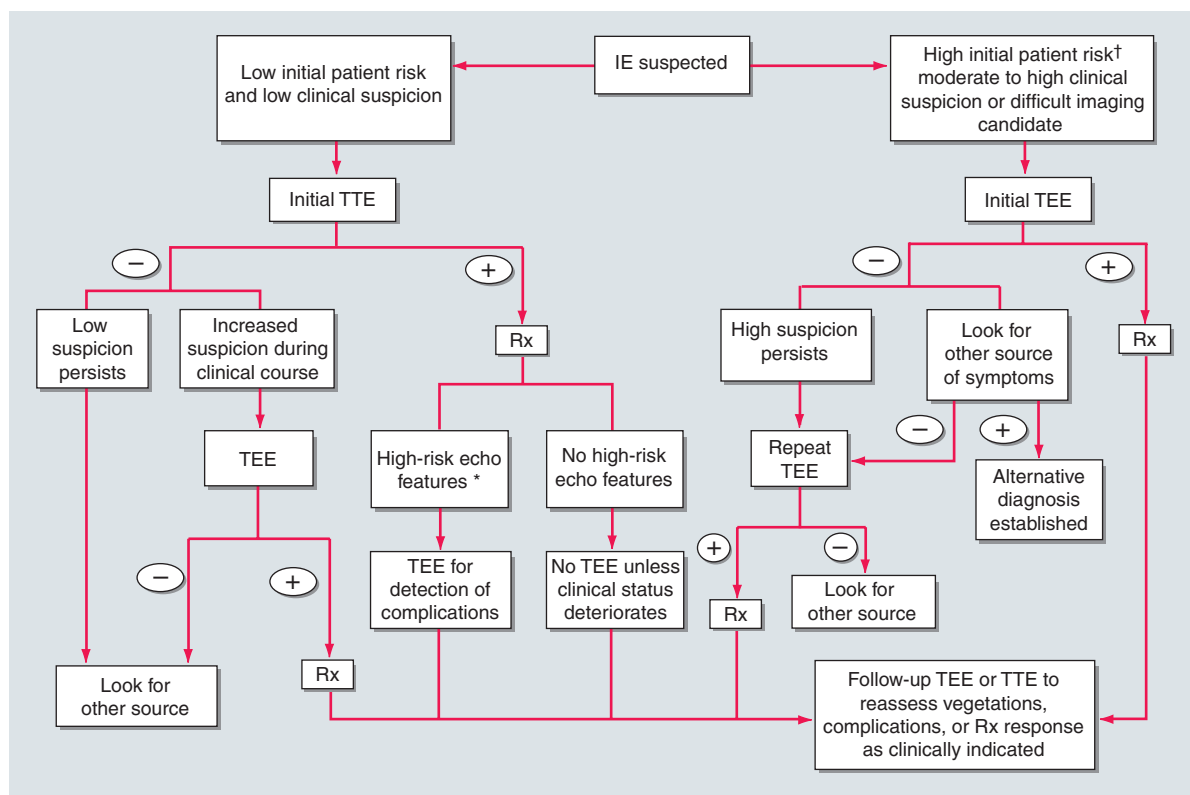 Low initial patient risk
and low clinical suspicion
IE suspected
High initial patient risk†
moderate to high clinical
suspicion or difficult imaging
candidate
Initial TTE
Initial TEE
−
+
−
+
Low
suspicion
persists
Increased
suspicion during
clinical course
Rx
High suspicion
persists
Look for
other source
of symptoms
Rx
TEE
High-risk echo
features *
No high-risk
echo features
Repeat
TEE
−
+
Alternative
diagnosis
established
−
+
TEE for
detection of
complications
No TEE unless
clinical status
deteriorates
+
−
Rx
Look for
other source
Look for
other source
Rx
Follow-up TEE or TTE to
reassess vegetations,
complications, or Rx response
as clinically indicated